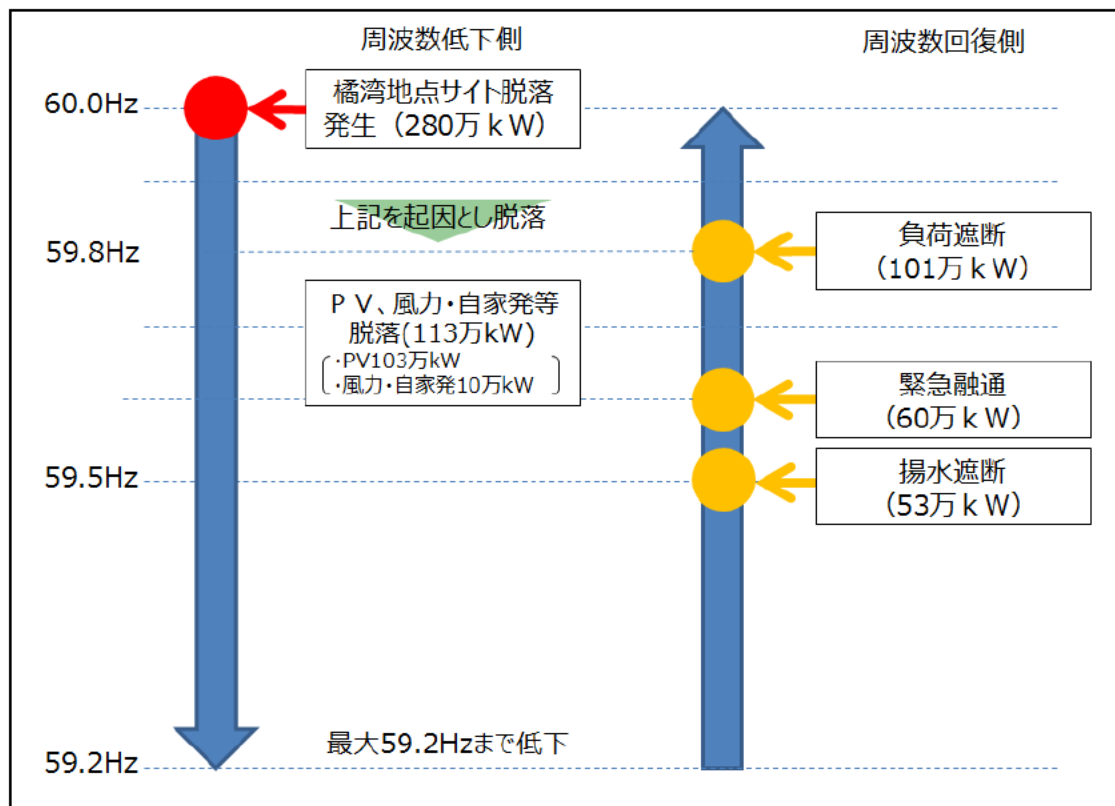 周波数低下側
周波数回復側
60.0Hz
橘湾地点サイト脱落
発生（280万ｋW）
上記を起因とし脱落
59.8Hz
負荷遮断
（101万ｋW）
ＰＶ、風力・自家発等
脱落(113万kW)
・PV103万kW
・風力・自家発10万kW
緊急融通
（60万ｋW）
59.5Hz
揚水遮断
（53万ｋW）
最大59.2Hzまで低下
59.2Hz